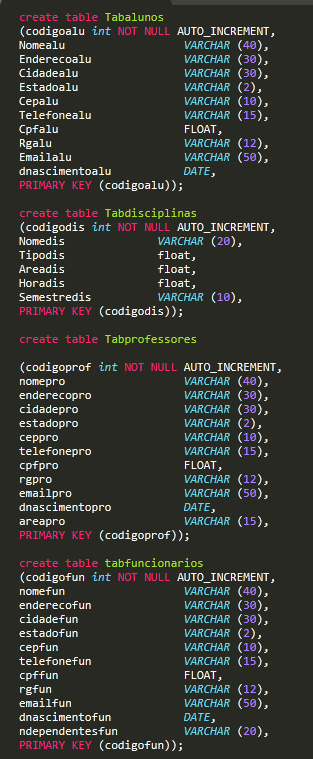 create table Tabalunos
(codigoalu int NOT NULL AUTO_INCREMENT,
Nomealu VARCHAR (40),
Enderecoalu VARCHAR (30),
Cidadealu VARCHAR (30),
Estadoalu VARCHAR (2),
Cepalu VARCHAR (10),
Telefonealu VARCHAR (15),
Cpfalu FLOAT,
Rgalu VARCHAR (12),
Emailalu VARCHAR (50),
dnascimentoalu DATE,
PRIMARY KEY (codigoalu));
create table Tabdisciplinas
(codigodis int NOT NULL AUTO_INCREMENT,
Nomedis VARCHAR (20),
Tipodis float,
Areadis float,
Horadis float,
Semestredis VARCHAR (10),
PRIMARY KEY (codigodis));
create table Tabprofessores
(codigoprof int NOT NULL AUTO_INCREMENT,
nomepro VARCHAR (40),
enderecopro VARCHAR (30),
cidadepro VARCHAR (30),
estadopro VARCHAR (2),
ceppro VARCHAR (10),
telefonepro VARCHAR (15),
cpfpro FLOAT,
rgpro VARCHAR (12),
emailpro VARCHAR (50),
dnascimentopro DATE,
areapro VARCHAR (15),
PRIMARY KEY (codigoprof));
create table tabfuncionarios
(codigofun int NOT NULL AUTO_INCREMENT,
nomefun VARCHAR (40),
enderecofun VARCHAR (30),
cidadefun VARCHAR (30),
estadofun VARCHAR (2),
cepfun VARCHAR (10),
telefonefun VARCHAR (15),
cpffun FLOAT,
rgfun VARCHAR (12),
emailfun VARCHAR (50),
dnascimentofun DATE,
ndependentesfun VARCHAR (20),
PRIMARY KEY (codigofun));